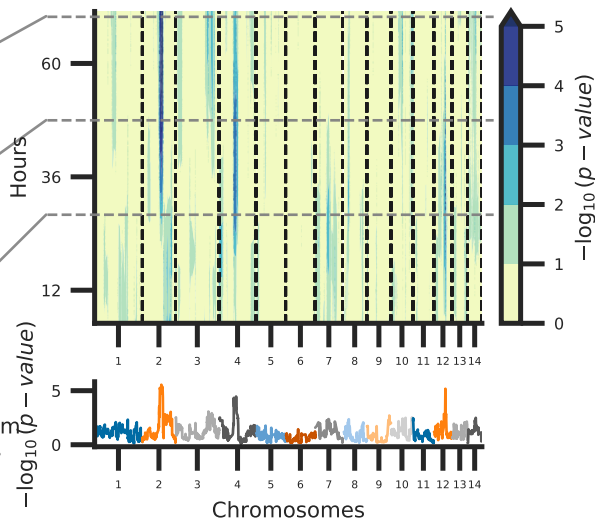 60
36
12
Hours
1 2 3 4 5 6 7 8 9 10 11 12 13 14
5
4
3
2
1
0
−log₁₀ (p − value)
5
0
−log₁₀ (p − value)
m
1 2 3 4 5 6 7 8 9 10 11 12 13 14
Chromosomes